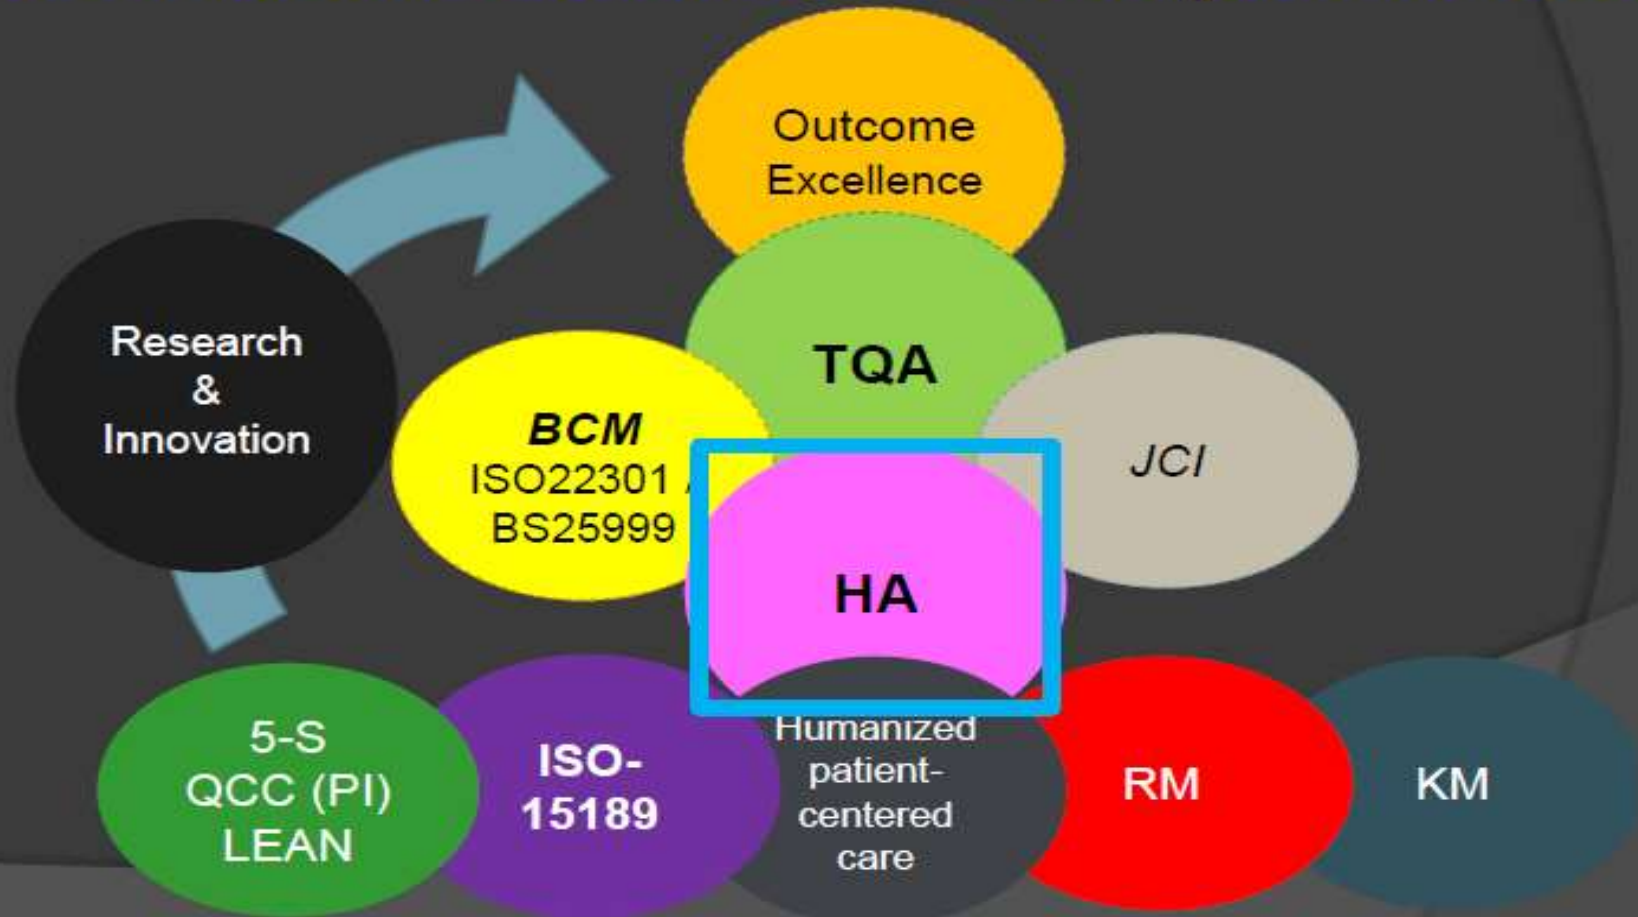 Outcome
Excellence
Research
&
Innovation
TQA
BCM
ISO22301 /
BS25999
JCI
HA
5-S
QCC (PI)
LEAN
ISO-
15189
Humanized
patient-
centered
care
RM
KM